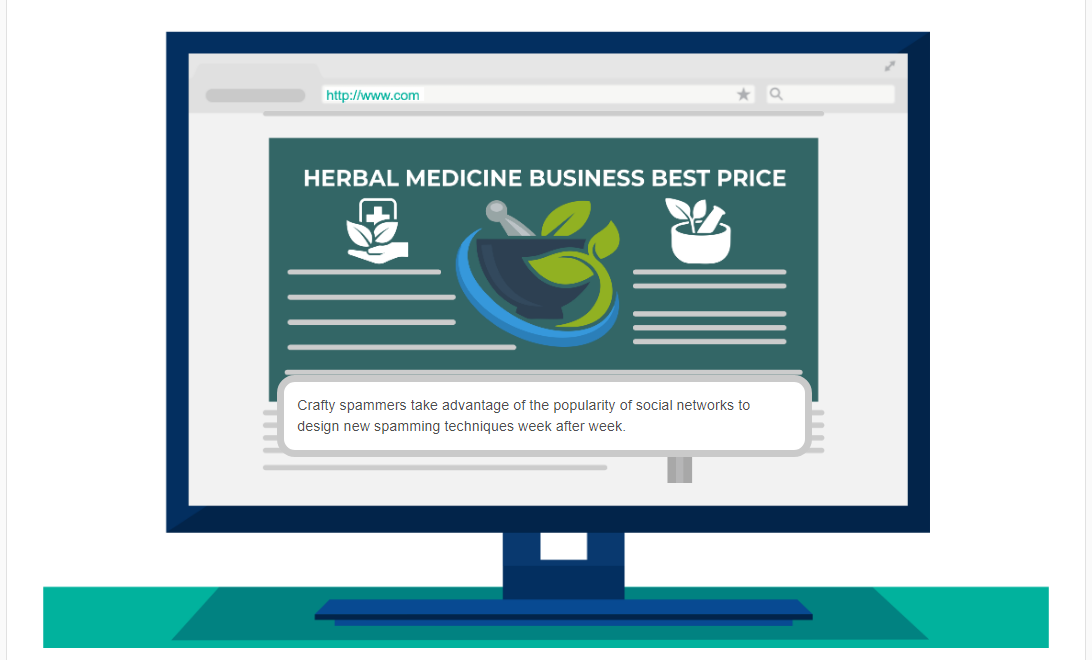 http://www.com
HERBAL MEDICINE BUSINESS BEST PRICE
Crafty spammers take advantage of the popularity of social networks to
design new spamming techniques week after week.